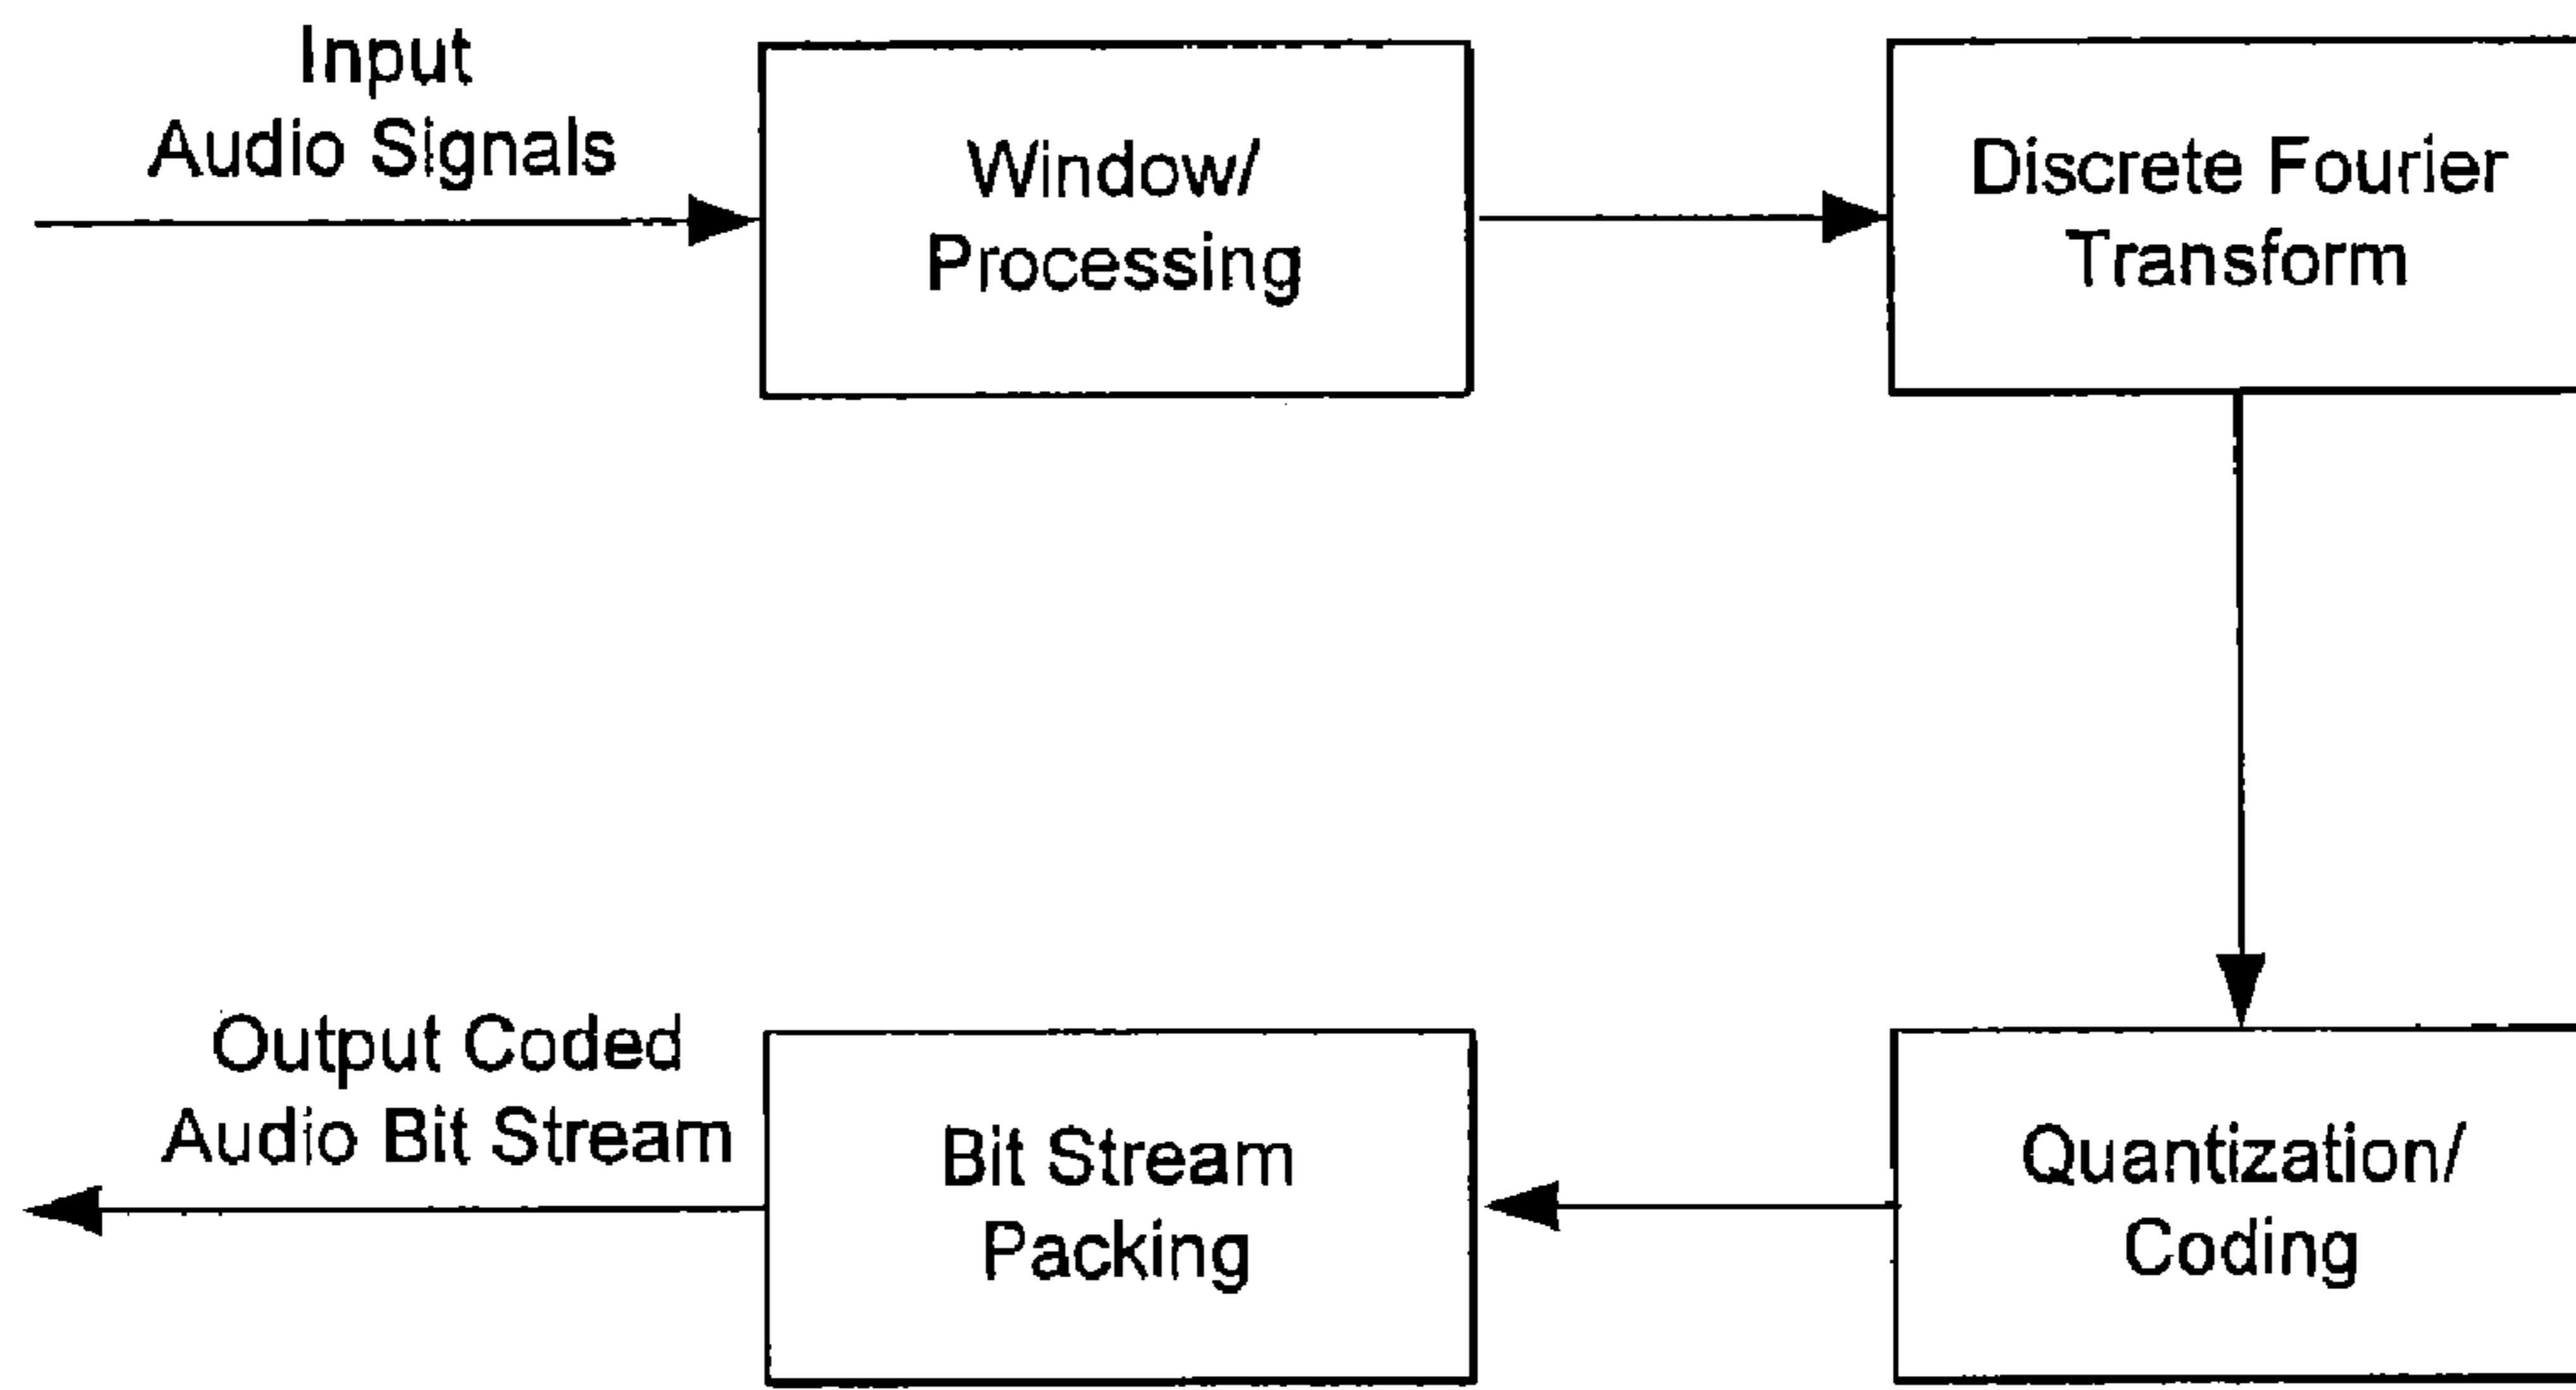 Input
Audio Signals
Window/
Processing
Discrete Fourier
Transform
Quantization/
Coding
Bit Stream
Packing
Output Coded
Audio Bit Stream